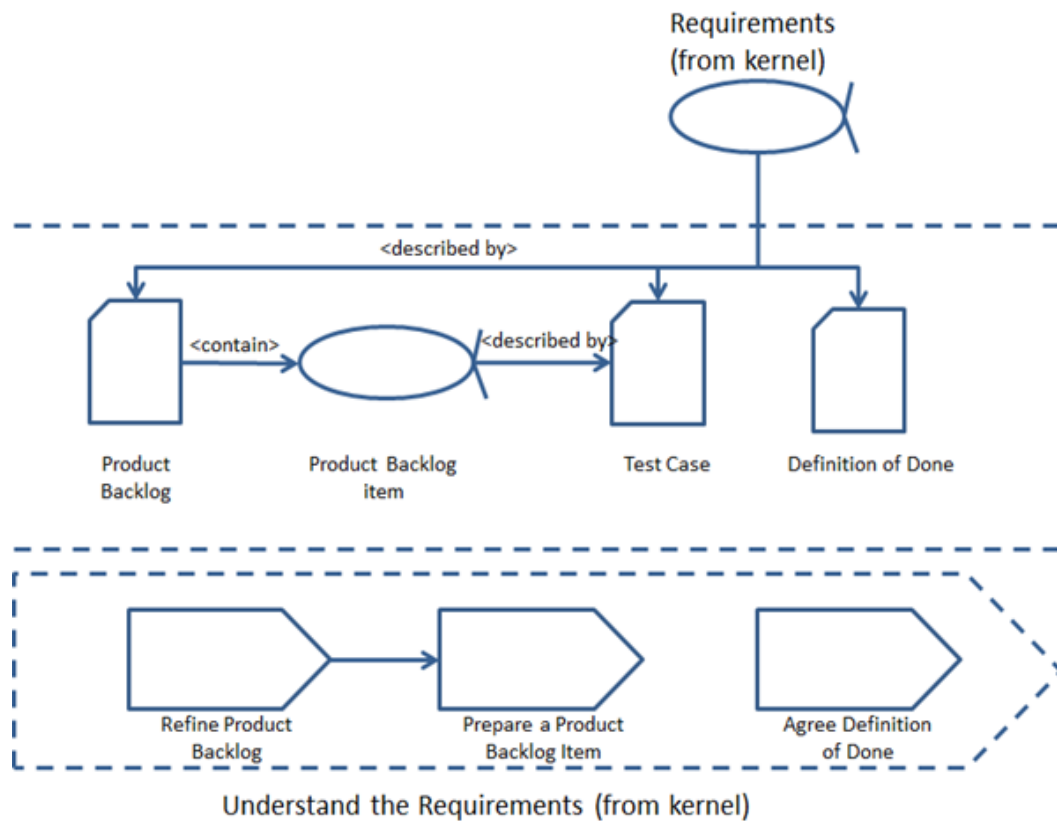 Requirements
(from kernel)
<described by>
<contain>
<described by>
Product
Backlog
Product Backlog
item
Test Case
Definition of Done
Refine Product
Backlog
Prepare a Product
Backlog Item
Agree Definition
of Done
Understand the Requirements (from kernel)